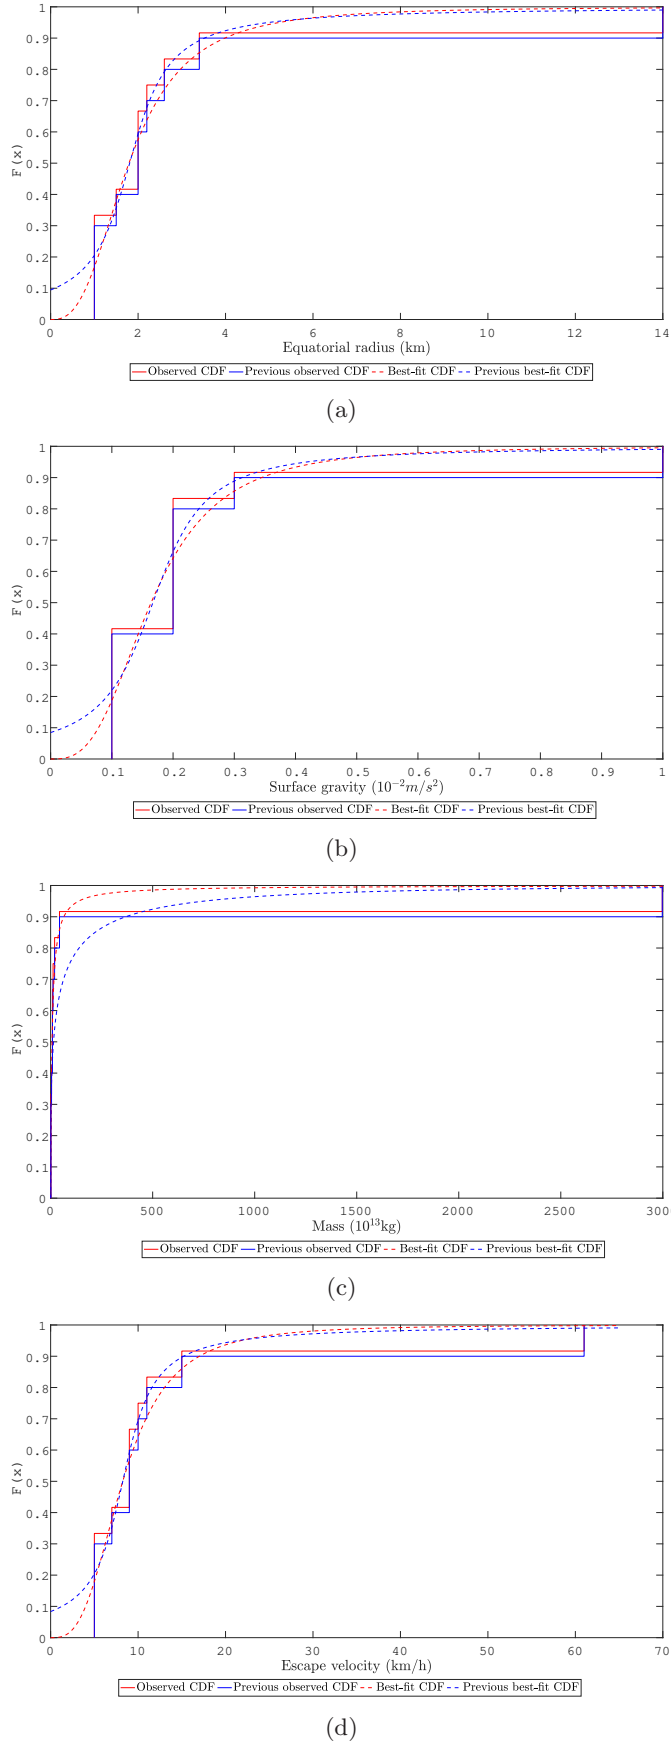 1
0.9
0.8
0.7
0.6
0.5
0.4
0.3
0.2
0.1
0
F(x)
0 2 4 6 8 10 12 14
Equatorial radius (km)
Observed CDF Previous observed CDF Best-fit CDF Previous best-fit CDF
(a)
1
0.9
0.8
0.7
0.6
0.5
0.4
0.3
0.2
0.1
0
F(x)
0 0.1 0.2 0.3 0.4 0.5 0.6 0.7 0.8 0.9 1
Surface gravity (10⁻²m/s²)
Observed CDF Previous observed CDF Best-fit CDF Previous best-fit CDF
(b)
1
0.9
0.8
0.7
0.6
0.5
0.4
0.3
0.2
0.1
0
F(x)
0 500 1000 1500 2000 2500 300
Mass (10¹³kg)
Observed CDF Previous observed CDF Best-fit CDF Previous best-fit CDF
(c)
1
0.9
0.8
0.7
0.6
0.5
0.4
0.3
0.2
0.1
0
F(x)
0 10 20 30 40 50 60 70
Escape velocity (km/h)
Observed CDF Previous observed CDF Best-fit CDF Previous best-fit CDF
(d)